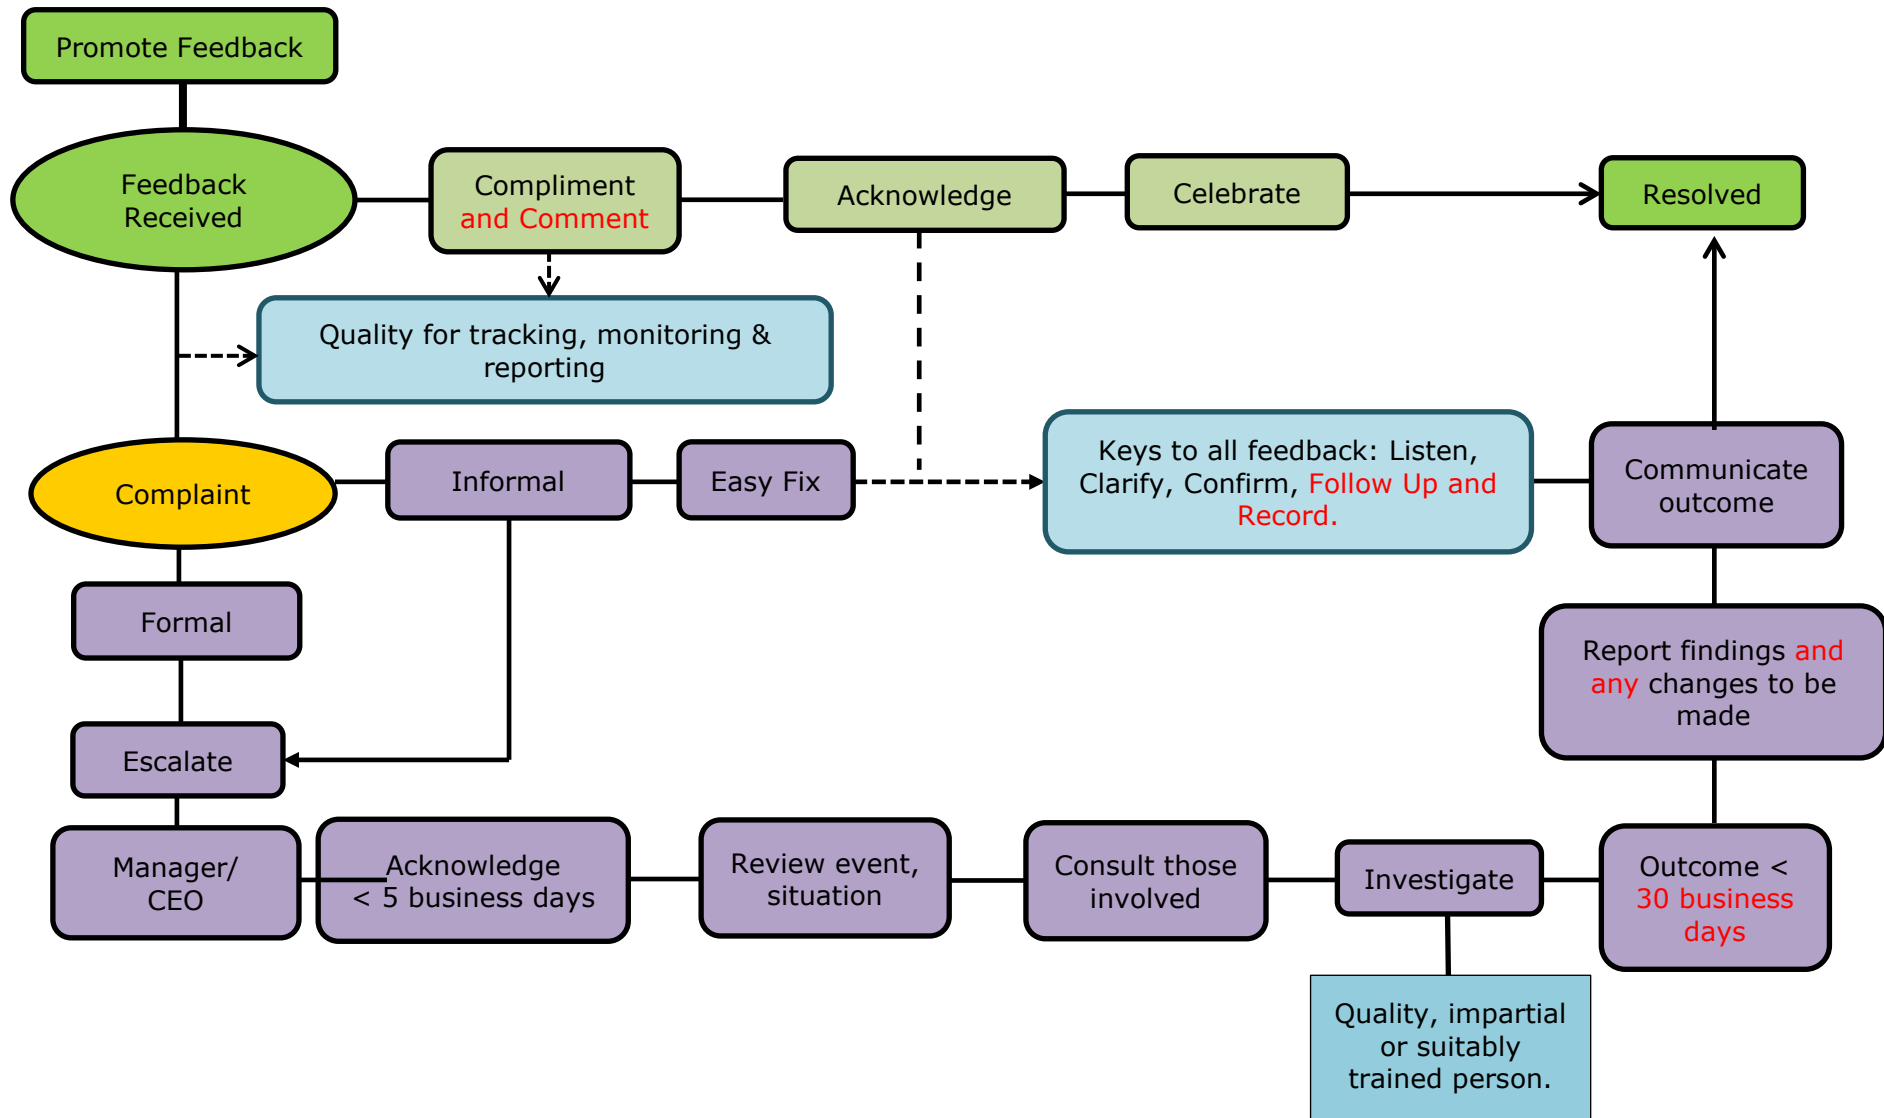 Promote Feedback
Feedback
Received
Compliment
and Comment
Acknowledge
Celebrate
Resolved
Quality for tracking, monitoring &
reporting
Complaint
Informal
Easy Fix
Keys to all feedback: Listen,
Clarify, Confirm, Follow Up and
Record.
Communicate
outcome
Formal
Report findings and
any changes to be
made
Escalate
Manager/
CEO
Acknowledge
< 5 business days
Review event,
situation
Consult those
involved
Investigate
Outcome <
30 business
days
Quality, impartial
or suitably
trained person.